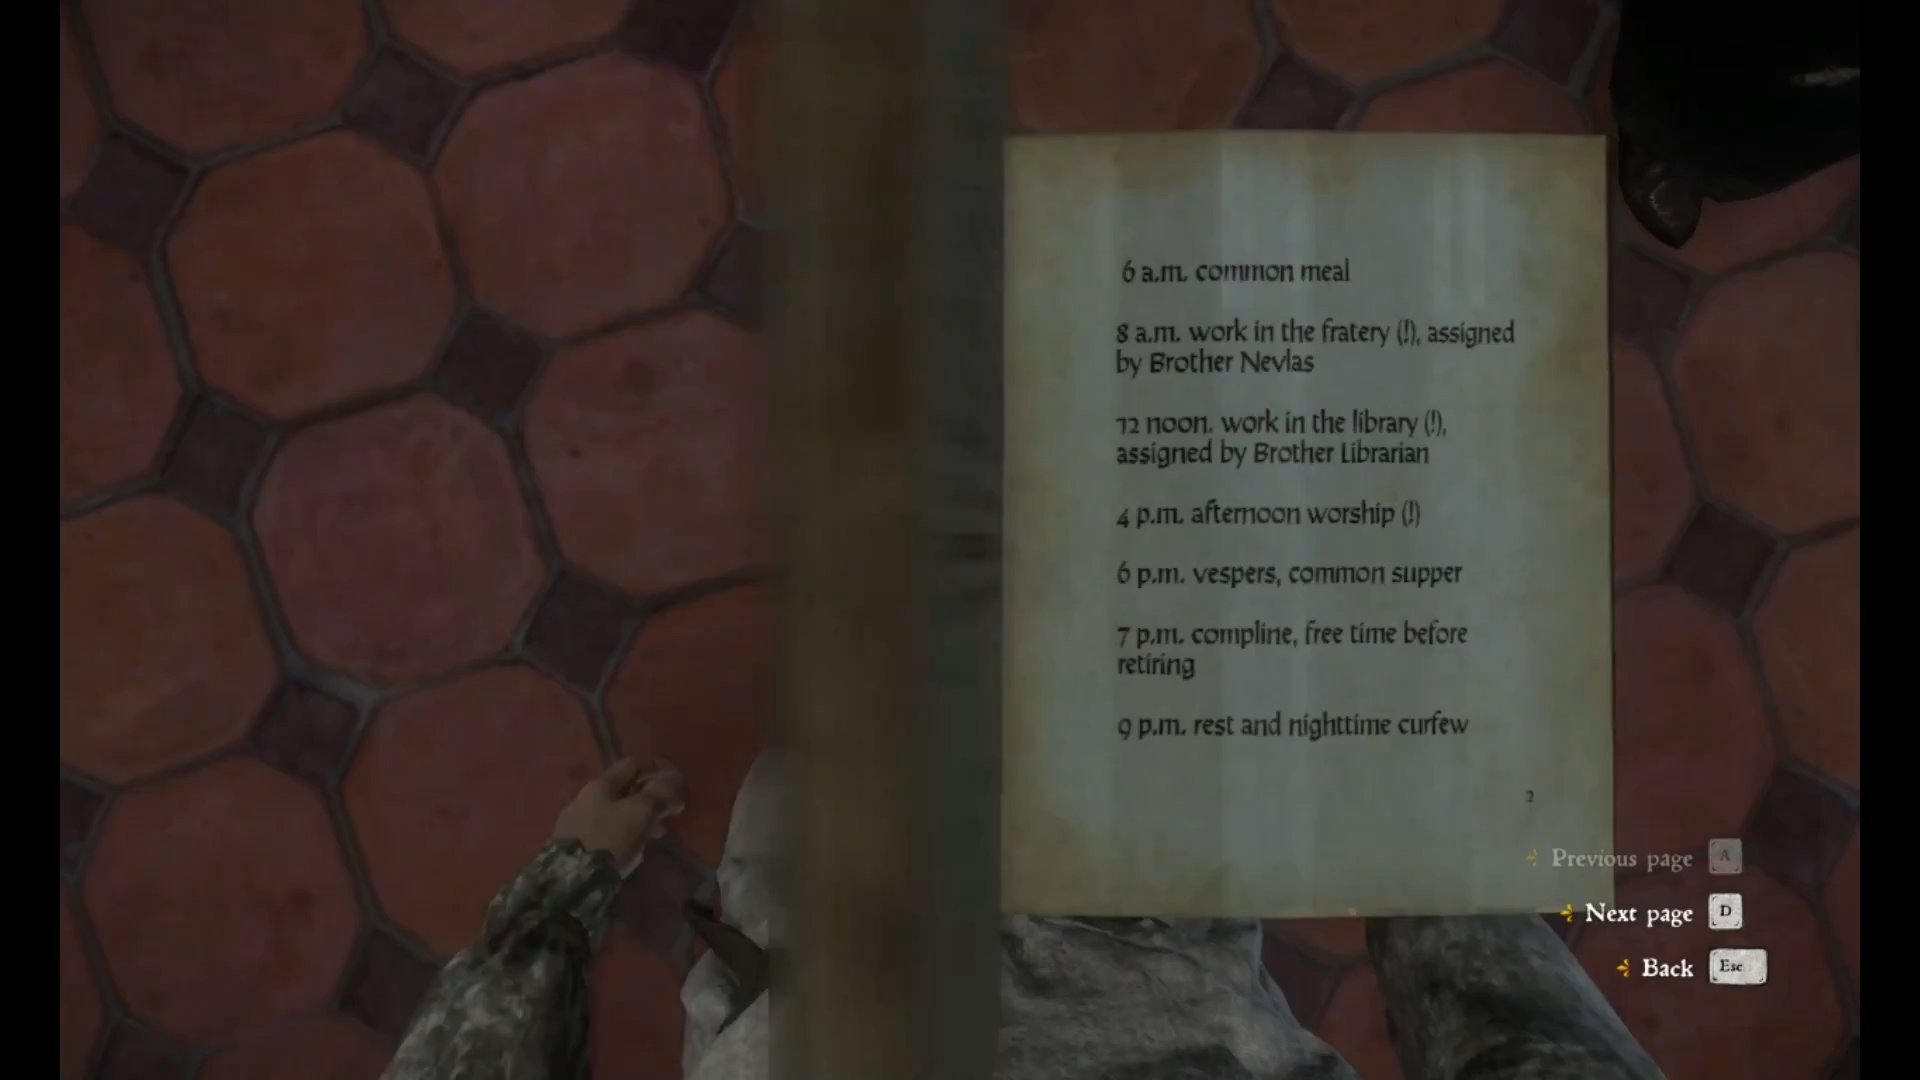 6 a.m. common meal
8 a.m. work in the fratery (!), assigned
by Brother Nevlas
12 noon. work in the library (!),
assigned by Brother Librarian
4 p.m. afternoon worship (!)
6 p.m. vespers, common supper
7 p.m. compline, free time before
retiring
9 p.m. rest and nighttime curfew
2
Previous page A
Next page D
Back Esc